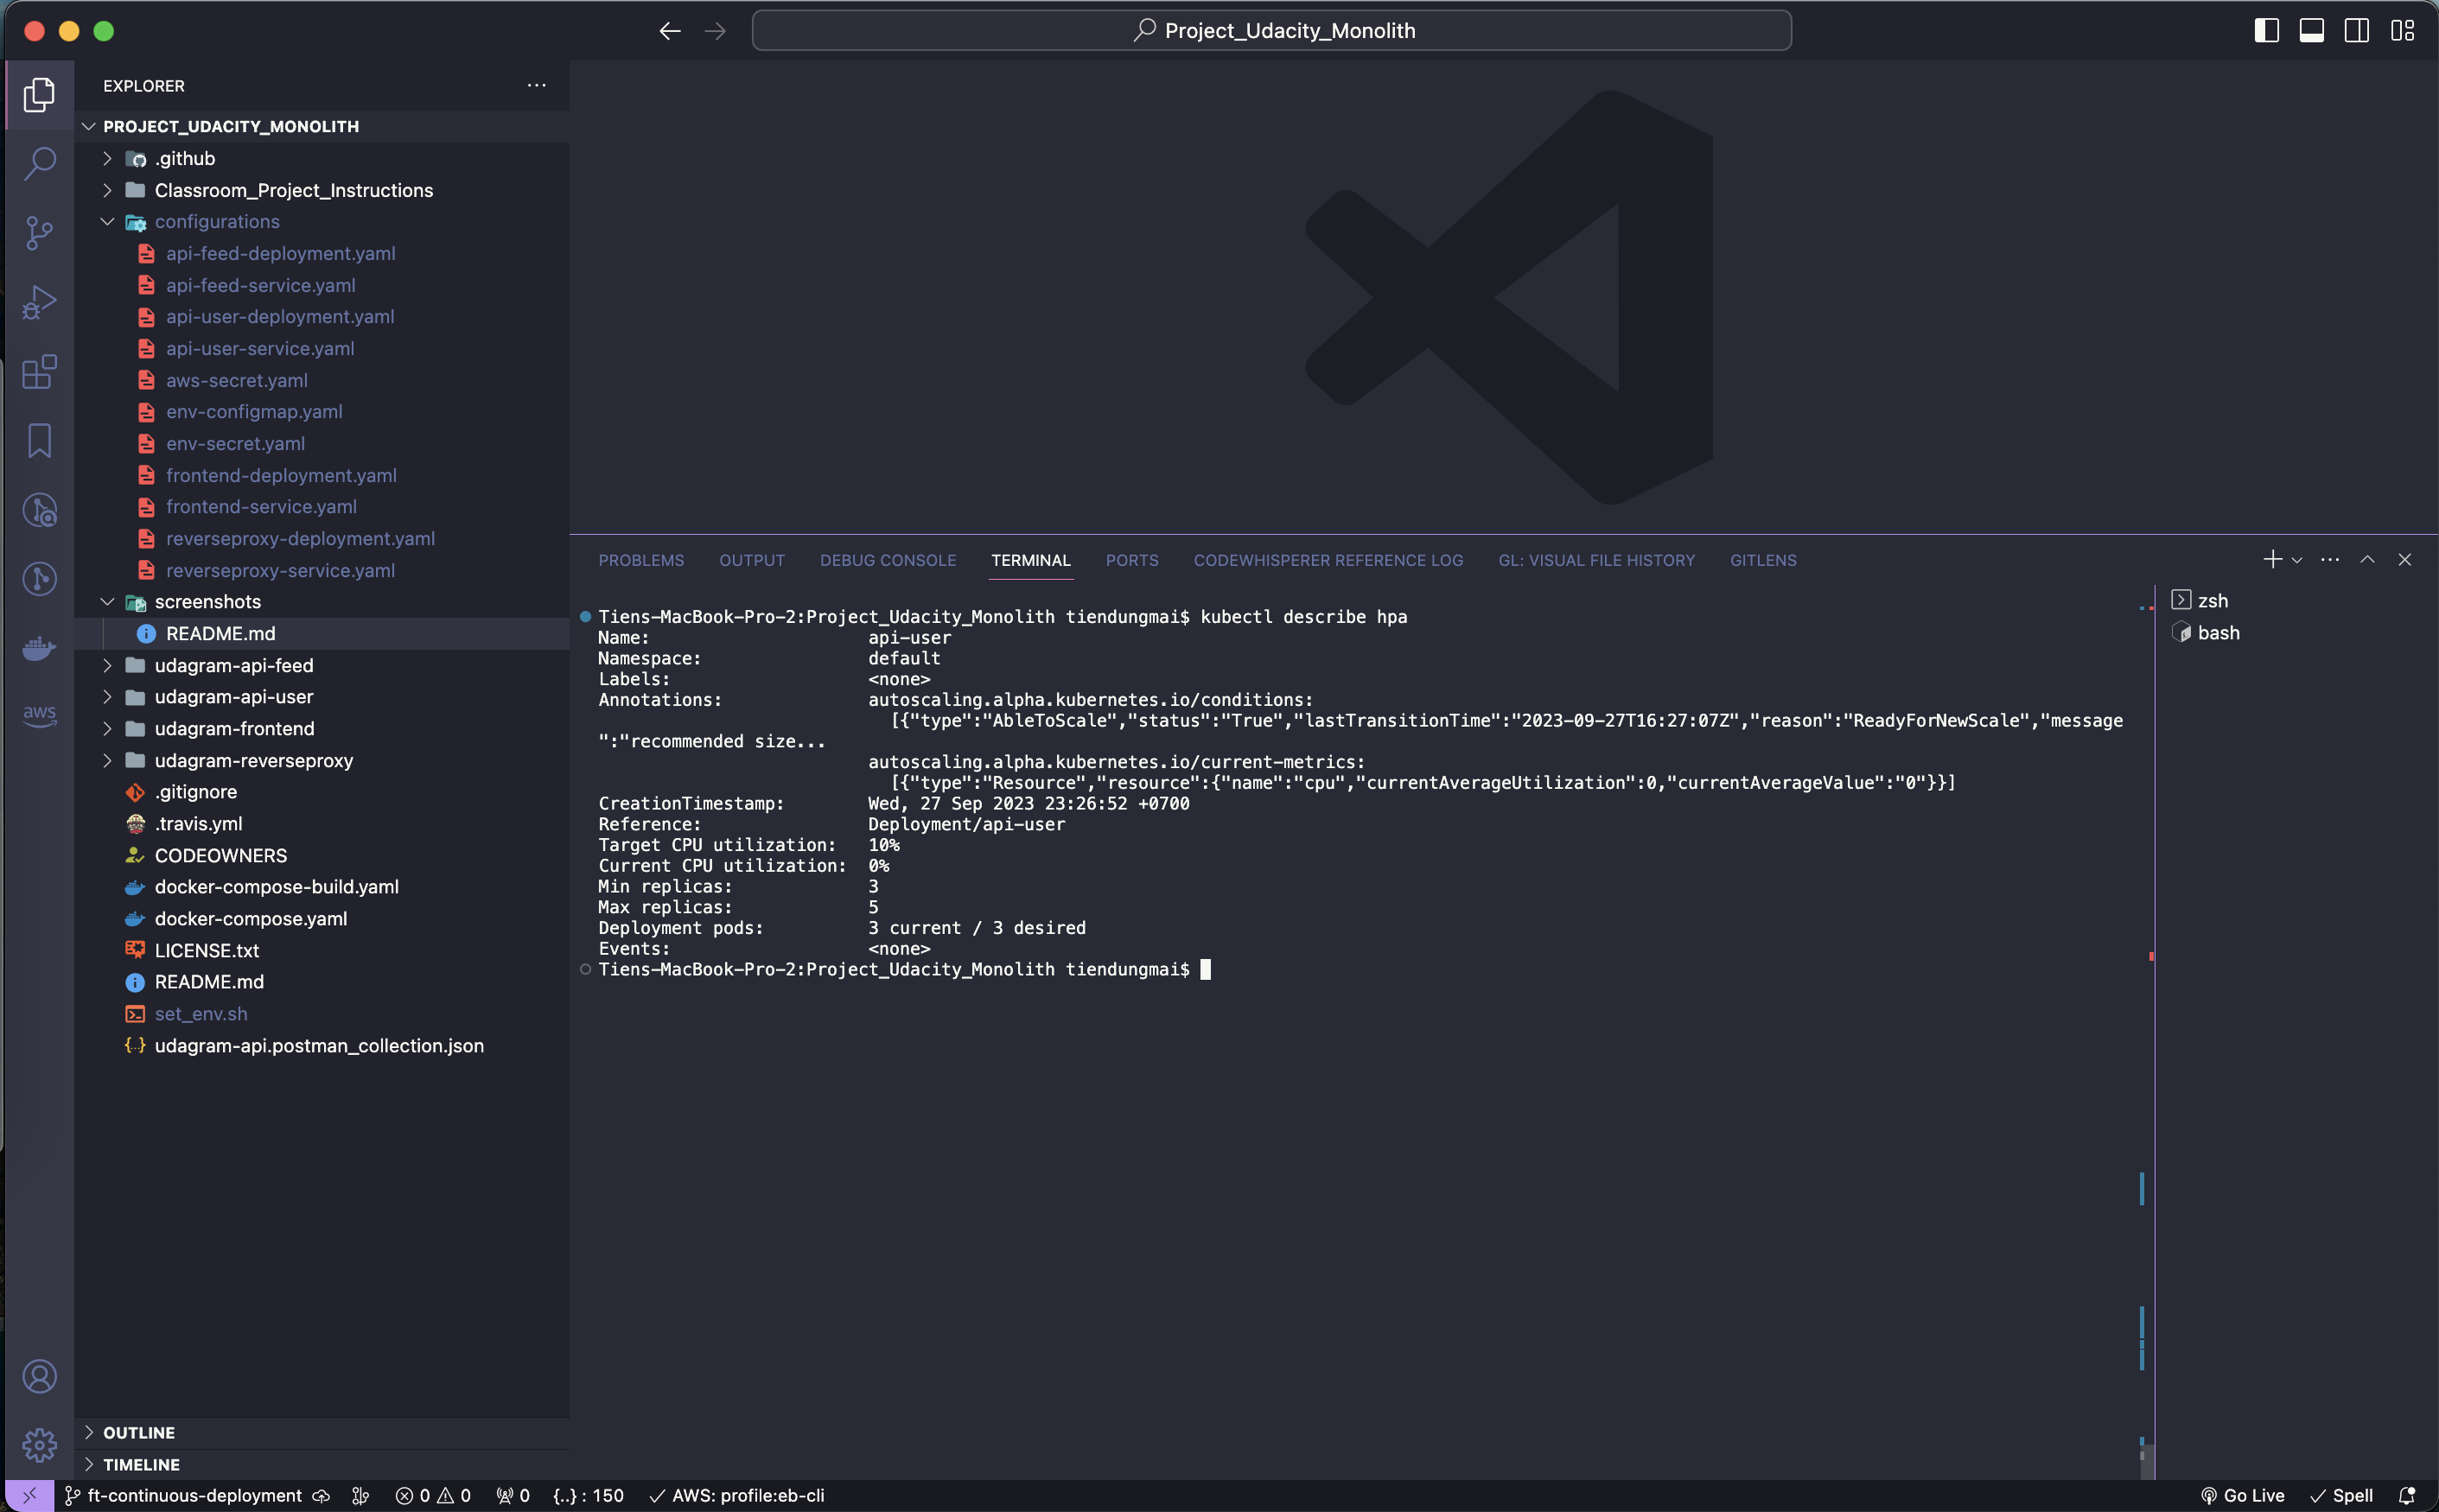 Project_Udacity_Monolith
EXPLORER
PROJECT_UDACITY_MONOLITH
.github
Classroom_Project_Instructions
configurations
api-feed-deployment.yaml
api-feed-service.yaml
api-user-deployment.yaml
api-user-service.yaml
aws-secret.yaml
env-configmap.yaml
env-secret.yaml
frontend-deployment.yaml
frontend-service.yaml
reverseproxy-deployment.yaml
reverseproxy-service.yaml
screenshots
README.md
udagram-api-feed
udagram-api-user
udagram-frontend
udagram-reverseproxy
.gitignore
.travis.yml
CODEOWNERS
docker-compose-build.yaml
docker-compose.yaml
LICENSE.txt
README.md
set_env.sh
udagram-api.postman_collection.json
OUTLINE
TIMELINE
aws
PROBLEMS OUTPUT DEBUG CONSOLE TERMINAL PORTS CODEWHISPERER REFERENCE LOG GL: VISUAL FILE HISTORY GITLENS
Tiens-MacBook-Pro-2:Project_Udacity_Monolith tiendungmai$ kubectl describe hpa
Name: api-user
Namespace: default
Labels: <none>
Annotations: autoscaling.alpha.kubernetes.io/conditions:
[{"type":"AbleToScale","status":"True","lastTransitionTime":"2023-09-27T16:27:07Z","reason":"ReadyForNewScale","message
":"recommended size...
autoscaling.alpha.kubernetes.io/current-metrics:
[{"type":"Resource","resource":{"name":"cpu","currentAverageUtilization":0,"currentAverageValue":"0"}}]
CreationTimestamp: Wed, 27 Sep 2023 23:26:52 +0700
Reference: Deployment/api-user
Target CPU utilization: 10%
Current CPU utilization: 0%
Min replicas: 3
Max replicas: 5
Deployment pods: 3 current / 3 desired
Events: <none>
Tiens-MacBook-Pro-2:Project_Udacity_Monolith tiendungmai$
zsh
bash
ft-continuous-deployment 0 0 0 {..} : 150 AWS: profile:eb-cli Go Live Spell